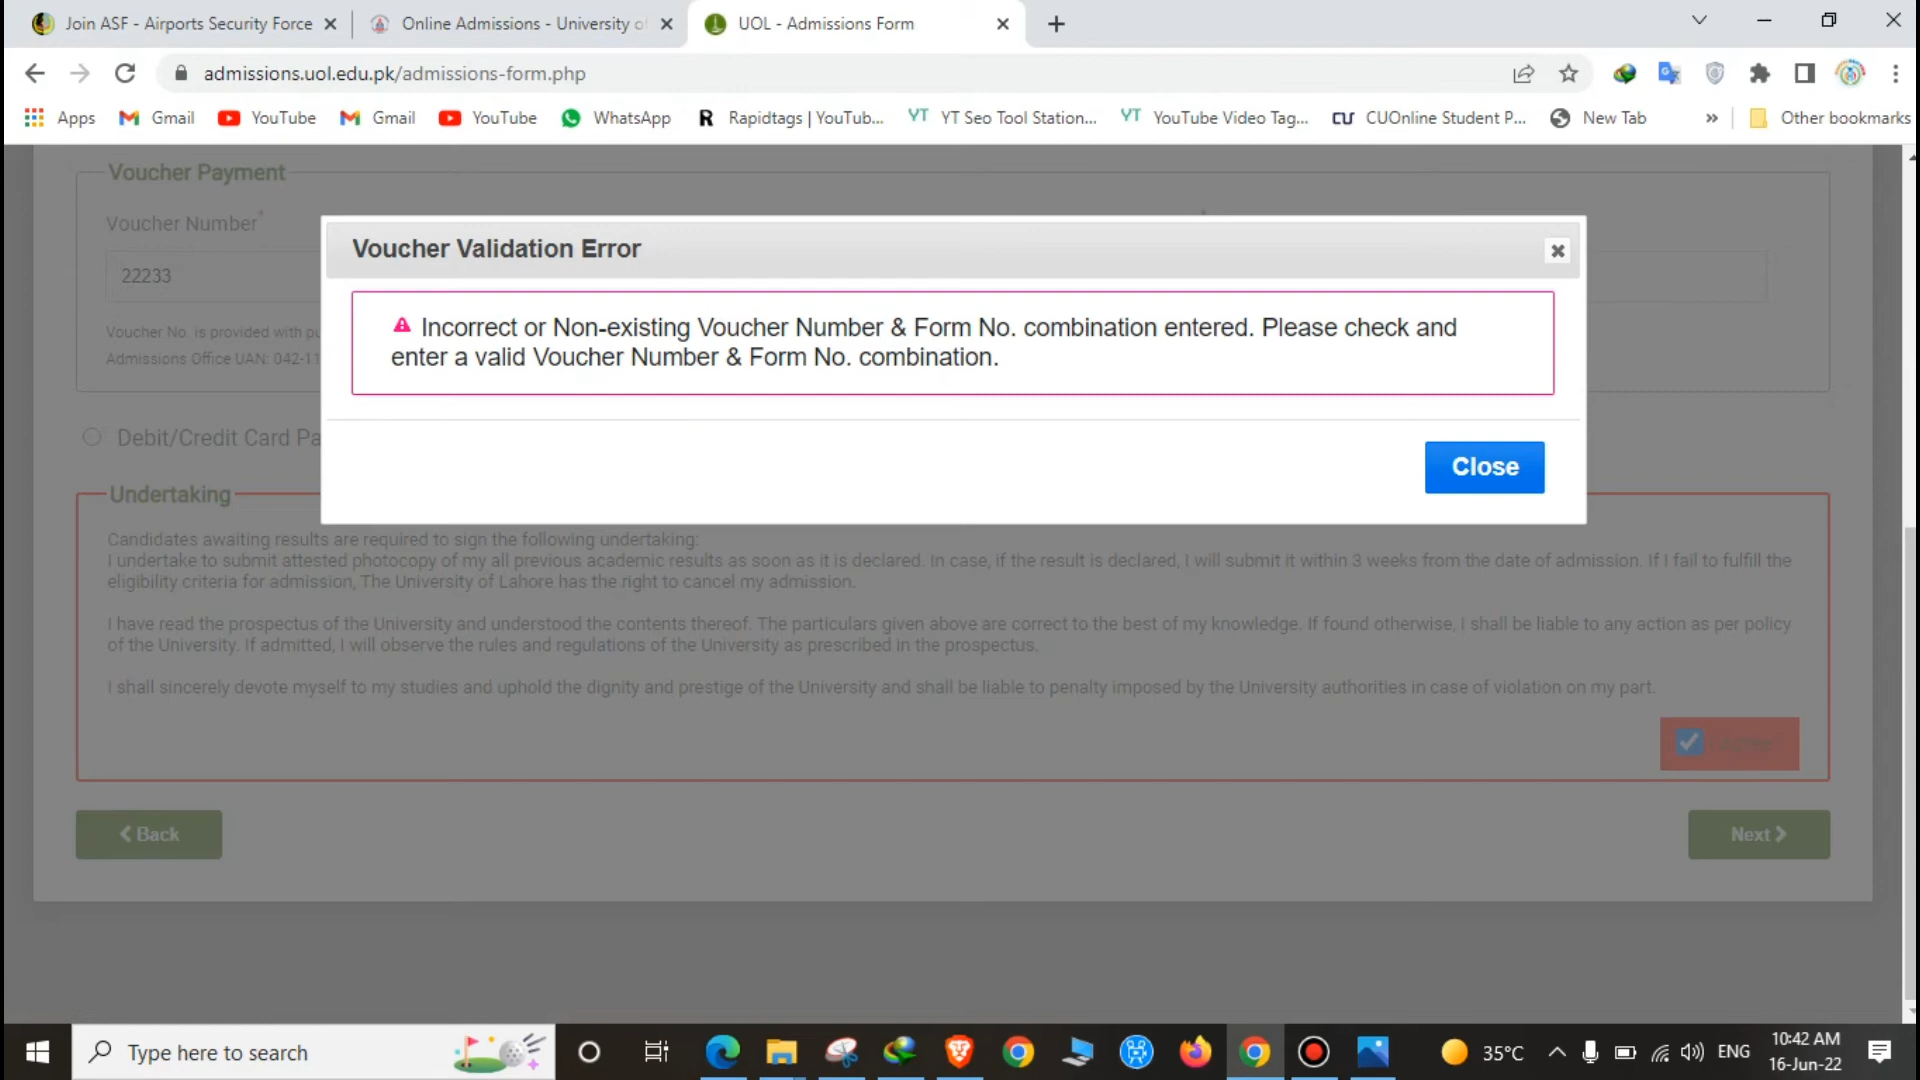 Join ASF - Airports Security Force
Online Admissions - University of
UOL - Admissions Form
admissions.uol.edu.pk/admissions-form.php
Apps
Gmail
YouTube
Gmail
YouTube
WhatsApp
Rapidtags | YouTub...
YT Seo Tool Station...
YouTube Video Tag...
CUOnline Student P...
New Tab
»
Other bookmarks
Voucher Payment
Voucher Number*
22233
Voucher No. is provided with
Admissions Office UAN: 042-11
Voucher Validation Error
Incorrect or Non-existing Voucher Number & Form No. combination entered. Please check and
enter a valid Voucher Number & Form No. combination.
Close
Debit/Credit Card Pa
Undertaking
Candidates awaiting results are required to sign the following undertaking:
I undertake to submit attested photocopy of my all previous academic results as soon as it is declared. In case, if the result is declared, I will submit it within 3 weeks from the date of admission. If I fail to fulfill the
eligibility criteria for admission, The University of Lahore has the right to cancel my admission.
I have read the prospectus of the University and understood the contents thereof. The particulars given above are correct to the best of my knowledge. If found otherwise, I shall be liable to any action as per policy
of the University. If admitted, I will observe the rules and regulations of the University as prescribed in the prospectus.
I shall sincerely devote myself to my studies and uphold the dignity and prestige of the University and shall be liable to penalty imposed by the University authorities in case of violation on my part.
Back
Next
Type here to search
35°C
ENG
10:42 AM
16-Jun-22